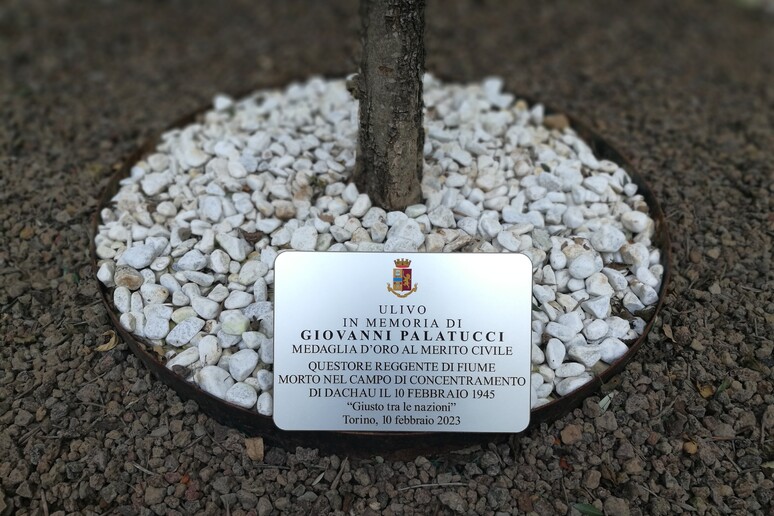 ULIVO
IN MEMORIA DI
GIOVANNI PALATUCCI
MEDAGLIA D'ORO AL MERITO CIVILE
QUESTORE REGGENTE DI FIUME
MORTO NEL CAMPO DI CONCENTRAMENTO
DI DACHAU IL 10 FEBBRAIO 1945
"Giusto tra le nazioni"
Torino, 10 febbraio 2023